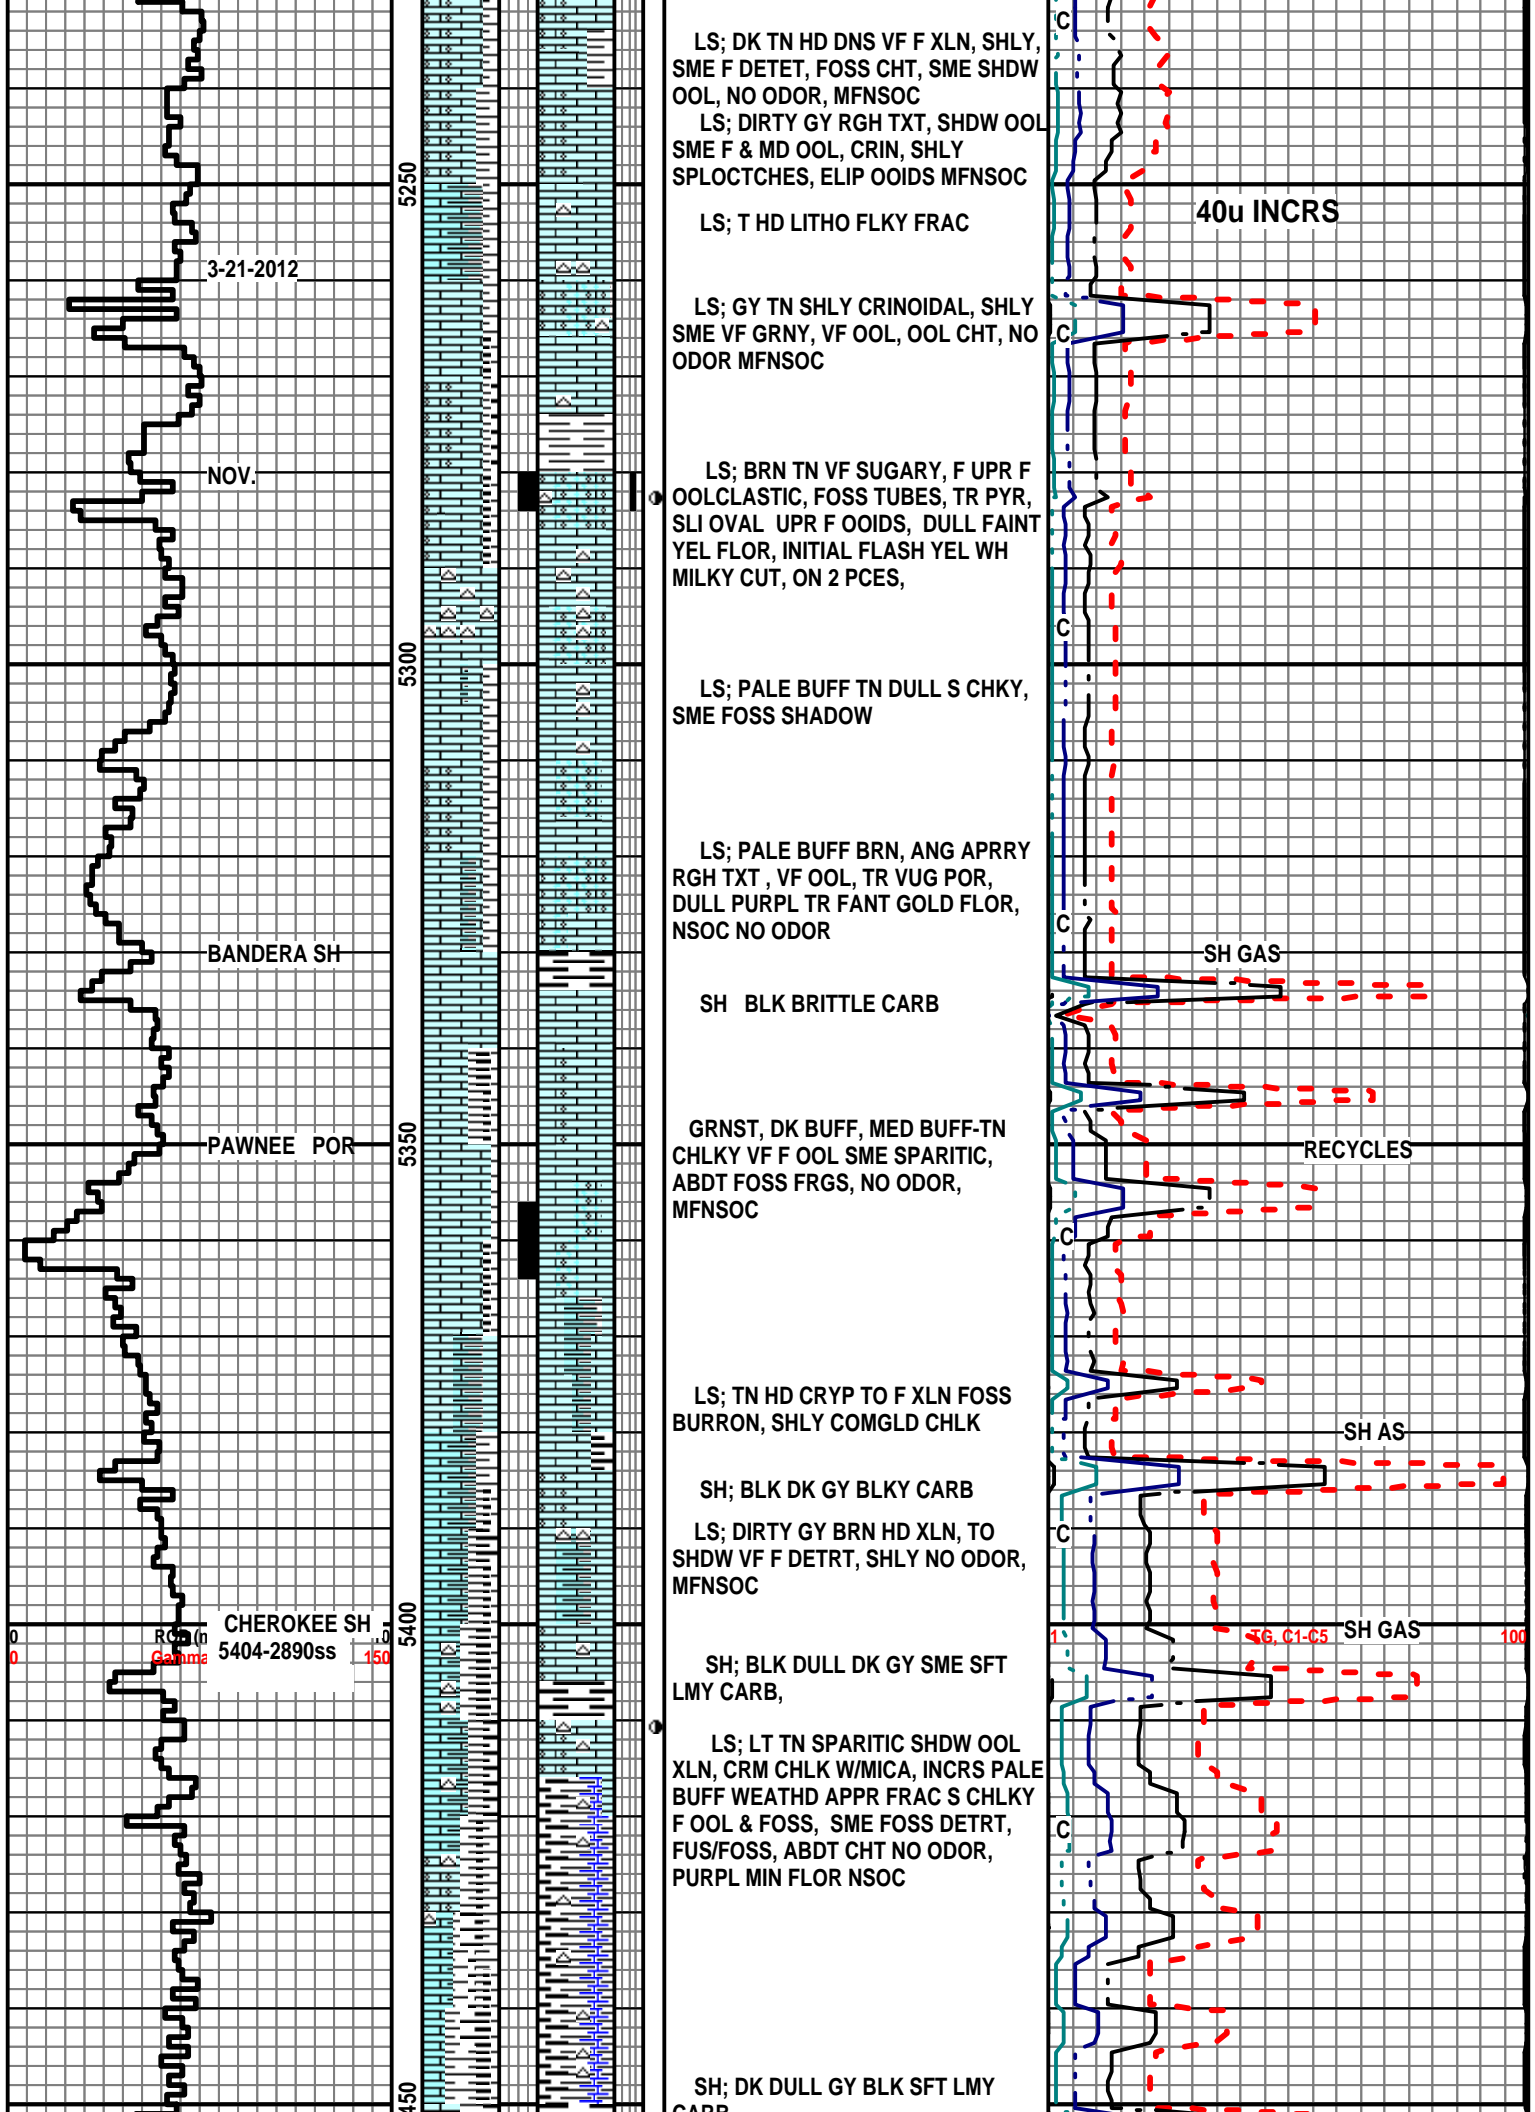 C
LS; DK TN HD DNS VF F XLN, SHLY,
SME F DETET, FOSS CHT, SME SHDW
OOL, NO ODOR, MFNSOC
LS; DIRTY GY RGH TXT, SHDW OOL
SME F & MD OOL, CRIN, SHLY
SPLOCTCHES, ELIP OOIDS MFNSOC
5250
40u INCRS
LS; T HD LITHO FLKY FRAC
3-21-2012
LS; GY TN SHLY CRINOIDAL, SHLY
SME VF GRNY, VF OOL, OOL CHT, NO
ODOR MFNSOC
C
NOV.
LS; BRN TN VF SUGARY, F UPR F
OOLCLASTIC, FOSS TUBES, TR PYR,
SLI OVAL UPR F OOIDS, DULL FAINT
YEL FLOR, INITIAL FLASH YEL WH
MILKY CUT, ON 2 PCES,
C
5300
LS; PALE BUFF TN DULL S CHKY,
SME FOSS SHADOW
LS; PALE BUFF BRN, ANG APRRY
RGH TXT , VF OOL, TR VUG POR,
DULL PURPL TR FANT GOLD FLOR,
NSOC NO ODOR
C
BANDERA SH
SH GAS
SH BLK BRITTLE CARB
PAWNEE POR
5350
GRNST, DK BUFF, MED BUFF-TN
CHLKY VF F OOL SME SPARITIC,
ABDT FOSS FRGS, NO ODOR,
MFNSOC
RECYCLES
C
LS; TN HD CRYP TO F XLN FOSS
BURRON, SHLY COMGLD CHLK
SH AS
SH; BLK DK GY BLKY CARB
LS; DIRTY GY BRN HD XLN, TO
SHDW VF F DETRT, SHLY NO ODOR,
MFNSOC
C
CHEROKEE SH
5404-2890ss
0
0
Gamma
150
5400
1
TG, C1-C5
100
SH GAS
SH; BLK DULL DK GY SME SFT
LMY CARB,
LS; LT TN SPARITIC SHDW OOL
XLN, CRM CHLK W/MICA, INCRS PALE
BUFF WEATHD APPR FRAC S CHLKY
F OOL & FOSS, SME FOSS DETRT,
FUS/FOSS, ABDT CHT NO ODOR,
PURPL MIN FLOR NSOC
C
SH; DK DULL GY BLK SFT LMY
CARB